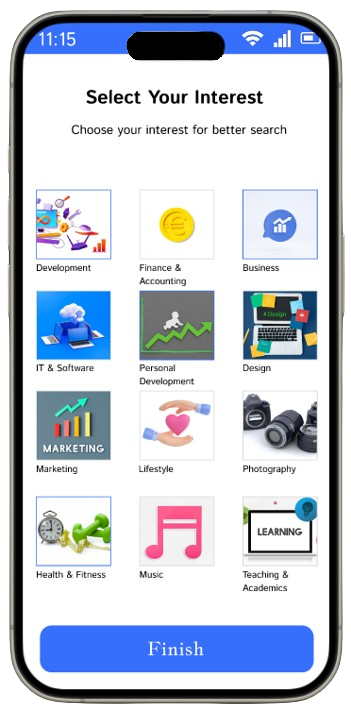 11:15
Select Your Interest
Choose your interest for better search
Development
Finance &
Accounting
Business
IT & Software
Personal
Development
# Design
Design
MARKETING
Marketing
Lifestyle
Photography
LEARNING
Health & Fitness
Music
Teaching &
Academics
Finish